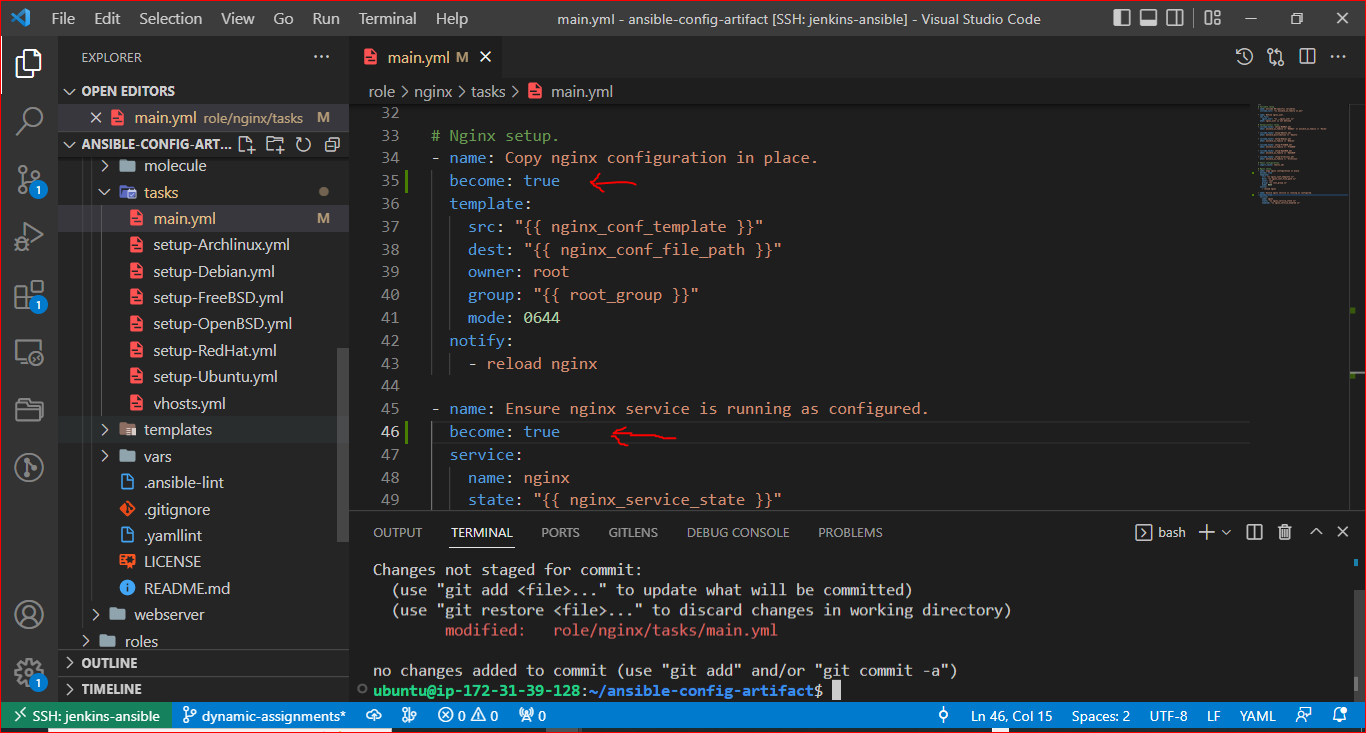 File Edit Selection View Go Run Terminal Help
main.yml - ansible-config-artifact [SSH: jenkins-ansible] - Visual Studio Code
EXPLORER
OPEN EDITORS
main.yml role/nginx/tasks M
ANSIBLE-CONFIG-ART...
molecule
tasks
main.yml M
setup-Archlinux.yml
setup-Debian.yml
setup-FreeBSD.yml
setup-OpenBSD.yml
setup-RedHat.yml
setup-Ubuntu.yml
vhosts.yml
templates
vars
.ansible-lint
.gitignore
.yamllint
LICENSE
README.md
webserver
roles
OUTLINE
TIMELINE
1
1
1
main.yml M
role > nginx > tasks > main.yml
32
33 # Nginx setup.
34 - name: Copy nginx configuration in place.
35 become: true
36 template:
37 src: "{{ nginx_conf_template }}"
38 dest: "{{ nginx_conf_file_path }}"
39 owner: root
40 group: "{{ root_group }}"
41 mode: 0644
42 notify:
43 - reload nginx
44
45 - name: Ensure nginx service is running as configured.
46 become: true
47 service:
48 name: nginx
49 state: "{{ nginx_service_state }}"
OUTPUT TERMINAL PORTS GITLENS DEBUG CONSOLE PROBLEMS
bash
Changes not staged for commit:
(use "git add <file>..." to update what will be committed)
(use "git restore <file>..." to discard changes in working directory)
modified: role/nginx/tasks/main.yml
no changes added to commit (use "git add" and/or "git commit -a")
ubuntu@ip-172-31-39-128:~/ansible-config-artifact$
SSH: jenkins-ansible dynamic-assignments* 0 0 0 Ln 46, Col 15 Spaces: 2 UTF-8 LF YAML